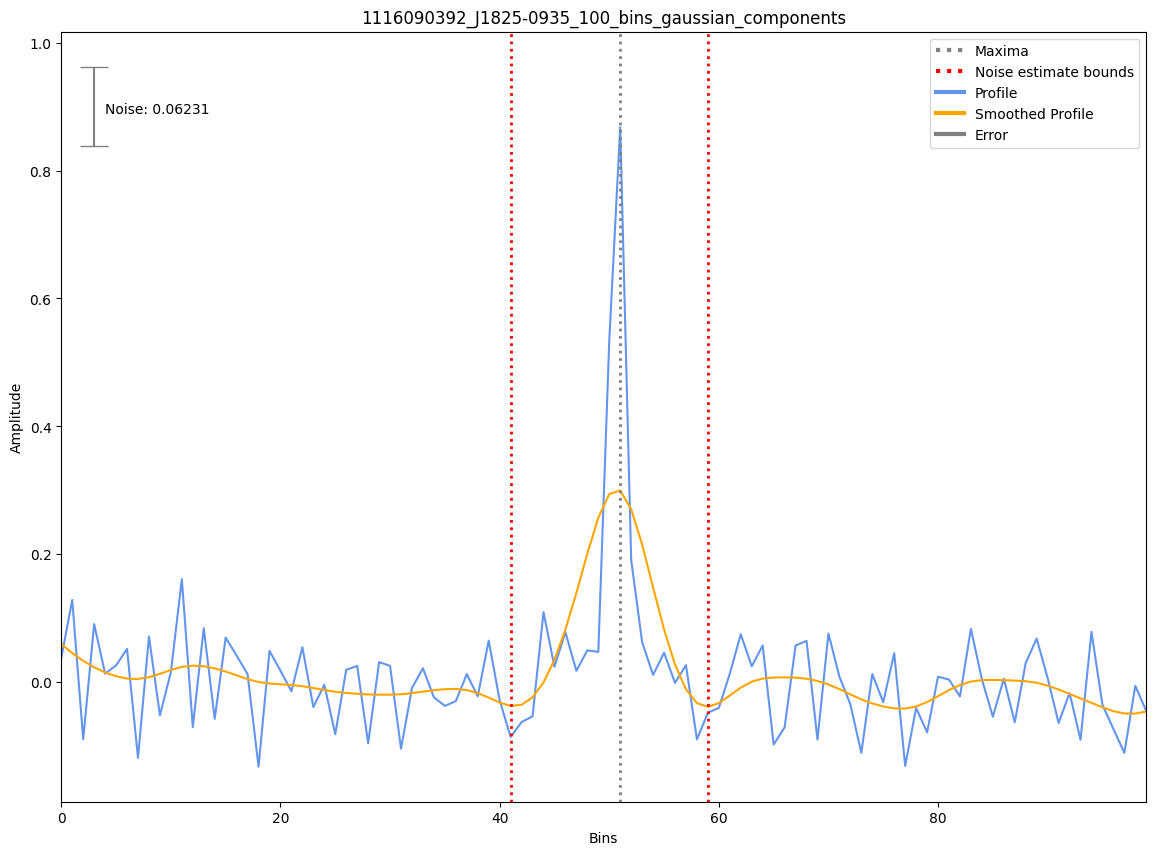 1116090392_J1825-0935_100_bins_gaussian_components
1.0
0.8
0.6
0.4
0.2
0.0
Amplitude
Noise: 0.06231
Maxima
Noise estimate bounds
Profile
Smoothed Profile
Error
0
20
40
60
80
Bins